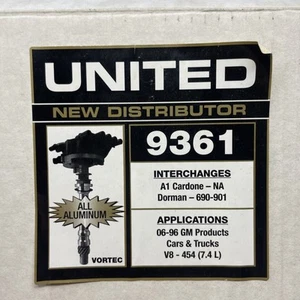 UNITED
NEW DISTRIBUTOR
9361
INTERCHANGES
A1 Cardone – NA
Dorman – 690-901
ALL
ALUMINUM
APPLICATIONS
06-96 GM Products
Cars & Trucks
V8 - 454 (7.4 L)
VORTEC